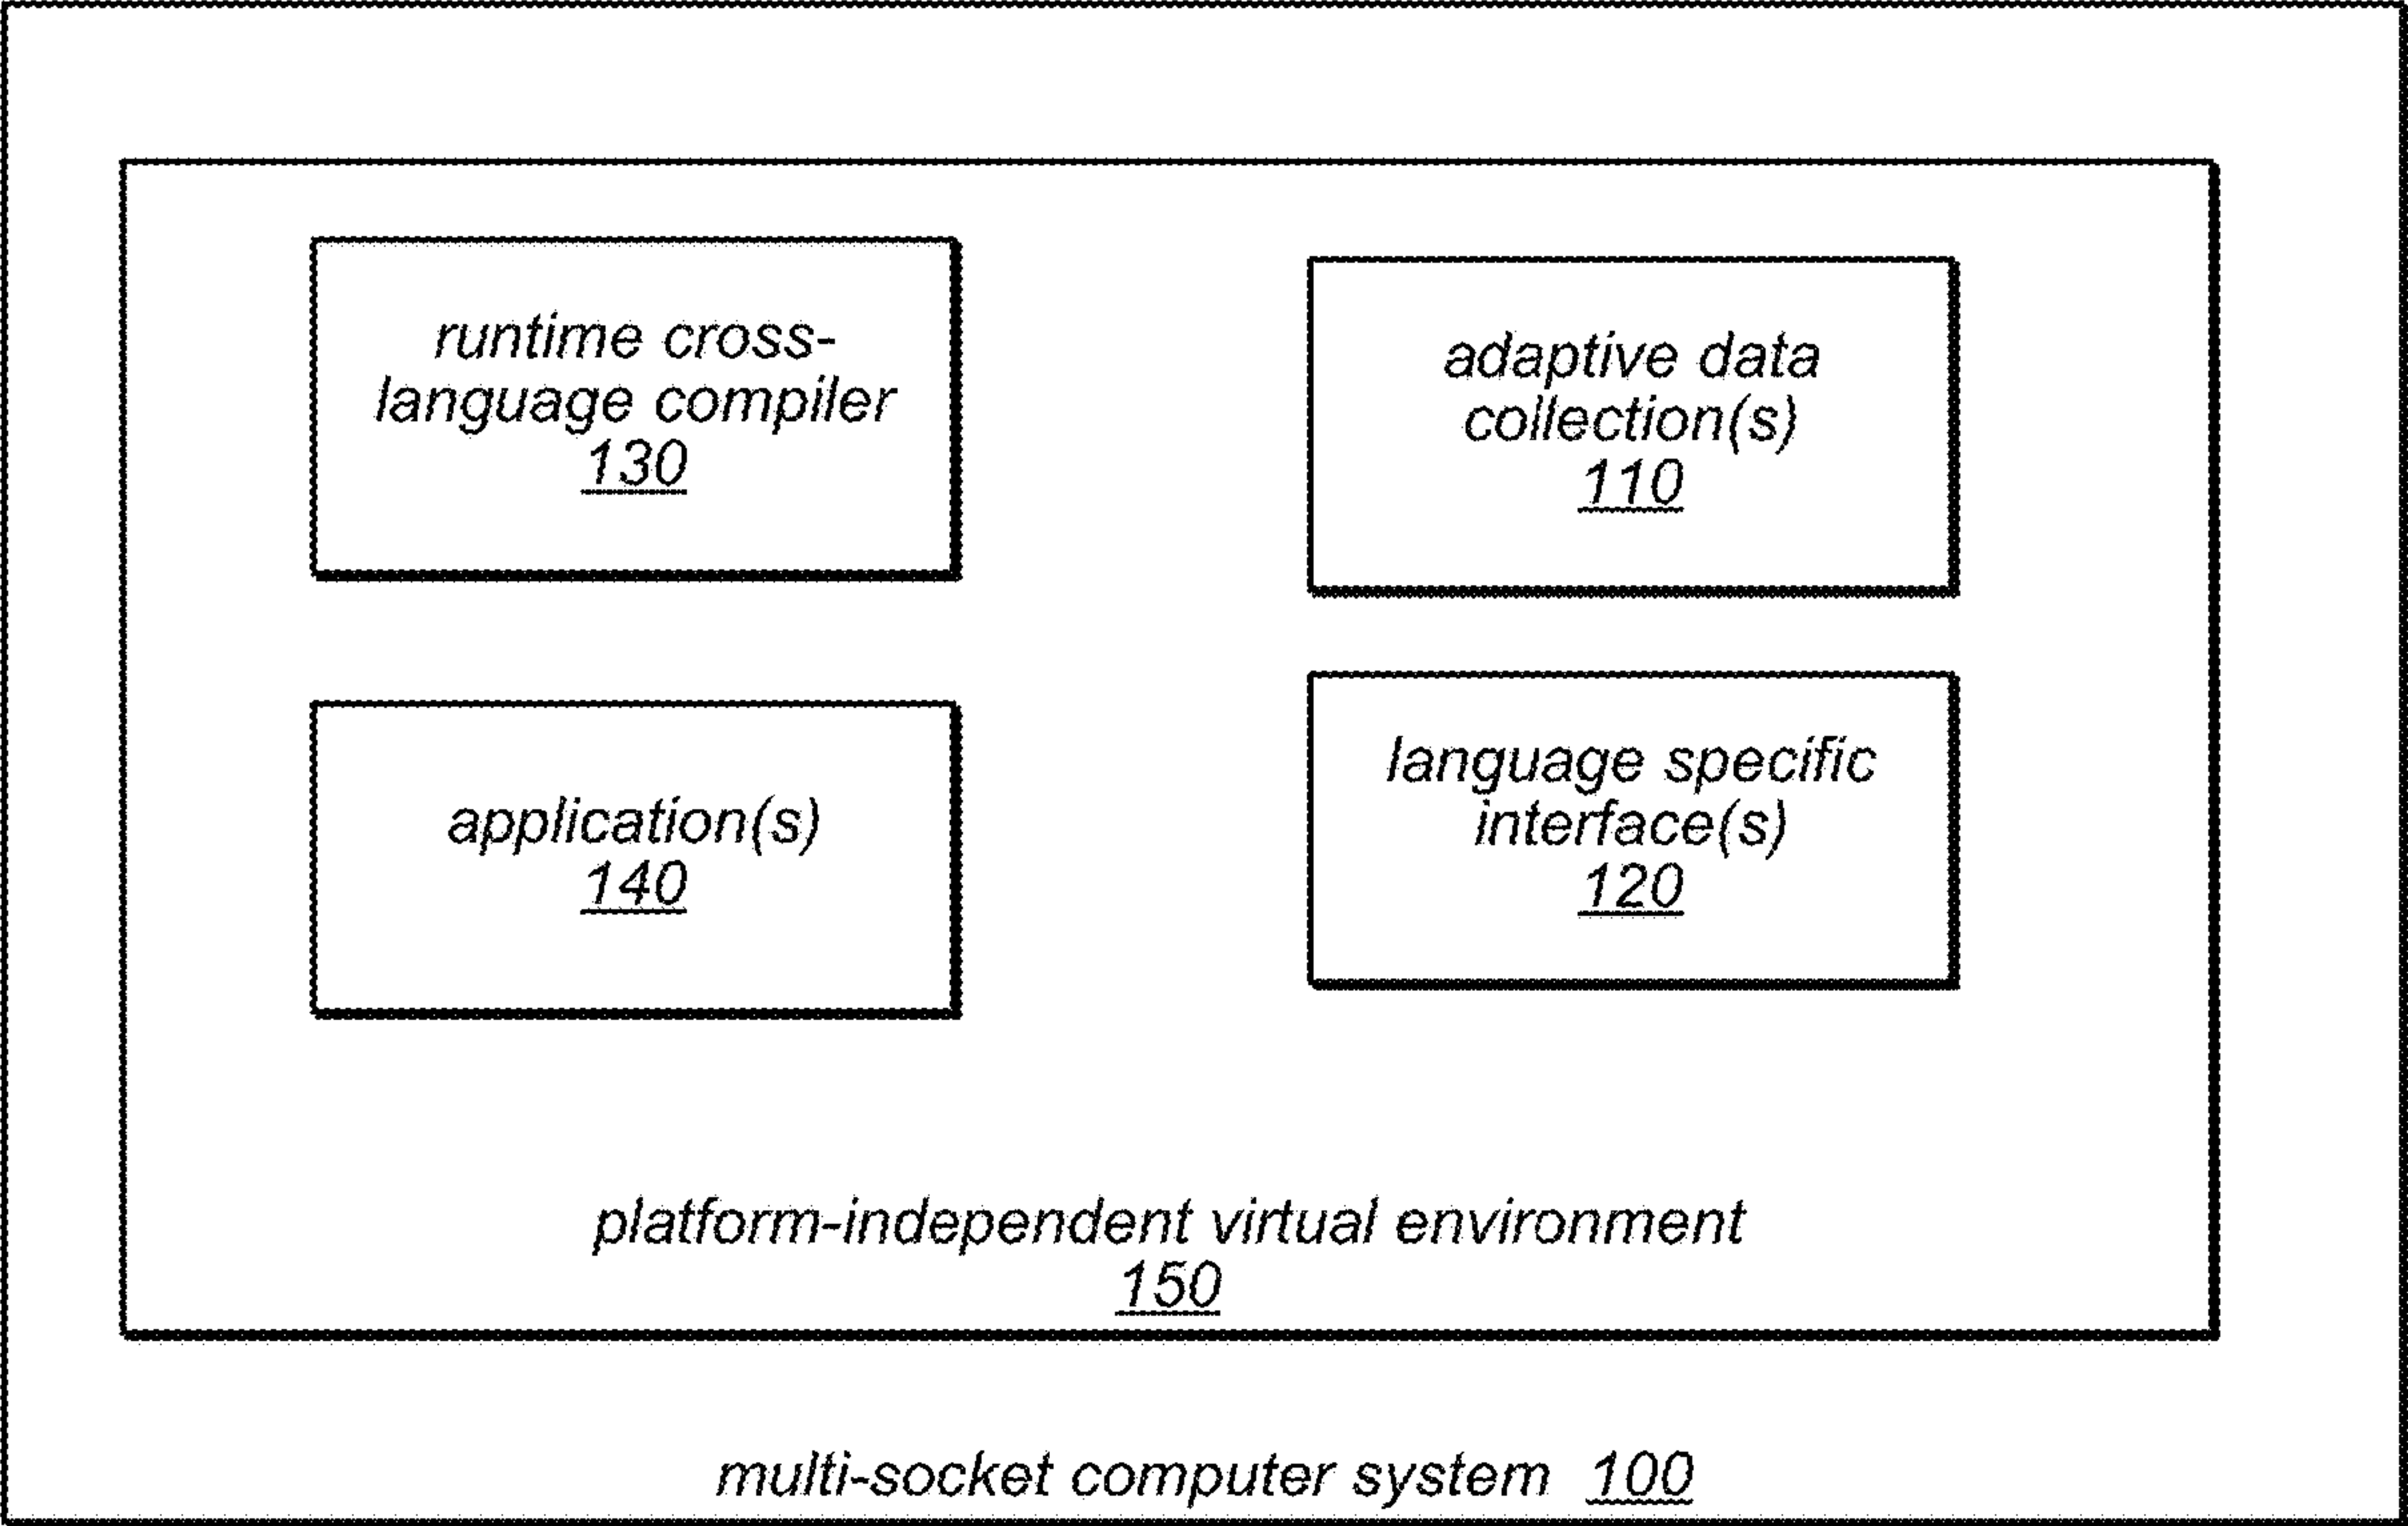 runtime cross-
language compiler
130
adaptive data
collection(s)
110
application(s)
140
language specific
interface(s)
120
platform-independent virtual environment
150
multi-socket computer system 100